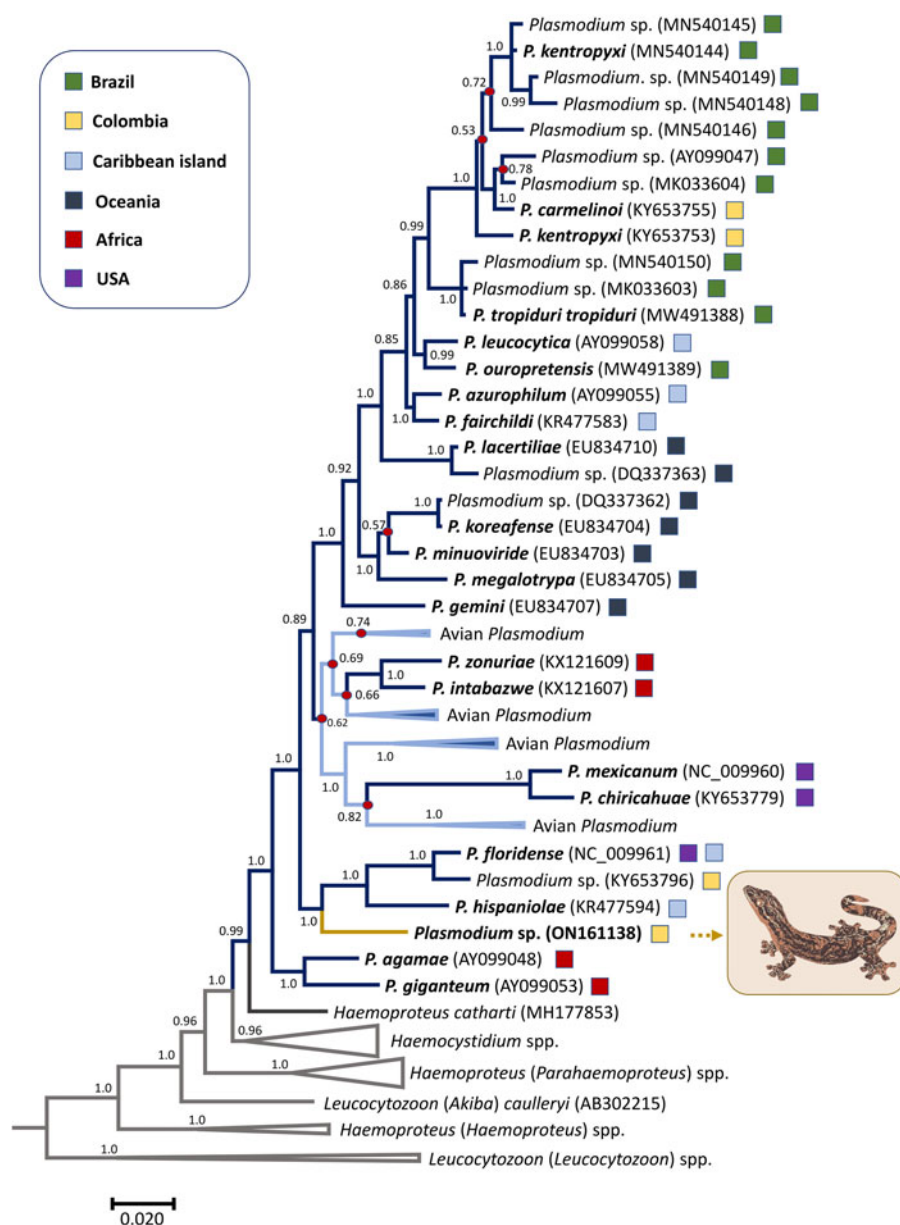 Brazil
Colombia
Caribbean island
Oceania
Africa
USA
Plasmodium sp. (MN540145)
1.0
P. kentropyxi (MN540144)
0.72
Plasmodium. sp. (MN540149)
0.99
Plasmodium sp. (MN540148)
0.53
Plasmodium sp. (MN540146)
Plasmodium sp. (AY099047)
0.78
1.0
Plasmodium sp. (MK033604)
1.0
P. carmelinoi (KY653755)
P. kentropyxi (KY653753)
0.99
Plasmodium sp. (MN540150)
Plasmodium sp. (MK033603)
0.86
1.0
P. tropiduri tropiduri (MW491388)
P. leucocytica (AY099058)
0.85
0.99
P. ouropretensis (MW491389)
P. azurophilum (AY099055)
1.0
1.0
P. fairchildi (KR477583)
P. lacertiliae (EU834710)
1.0
0.92
Plasmodium sp. (DQ337363)
Plasmodium sp. (DQ337362)
1.0
0.57
P. koreafense (EU834704)
1.0
P. minuoviride (EU834703)
1.0
P. megalotrypa (EU834705)
P. gemini (EU834707)
0.89
0.74
Avian Plasmodium
0.69
P. zonuriae (KX121609)
1.0
0.66
P. intabazwe (KX121607)
0.62
Avian Plasmodium
Avian Plasmodium
1.0
1.0
P. mexicanum (NC_009960)
1.0
1.0
P. chiricahuae (KY653779)
0.82
1.0
Avian Plasmodium
P. floridense (NC_009961)
1.0
1.0
1.0
Plasmodium sp. (KY653796)
P. hispaniolae (KR477594)
1.0
Plasmodium sp. (ON161138)
0.99
P. agamae (AY099048)
1.0
P. giganteum (AY099053)
1.0
Haemoproteus catharti (MH177853)
0.96
0.96
Haemocystidium spp.
1.0
1.0
Haemoproteus (Parahaemoproteus) spp.
1.0
Leucocytozoon (Akiba) caulleryi (AB302215)
1.0
Haemoproteus (Haemoproteus) spp.
1.0
Leucocytozoon (Leucocytozoon) spp.
0.020